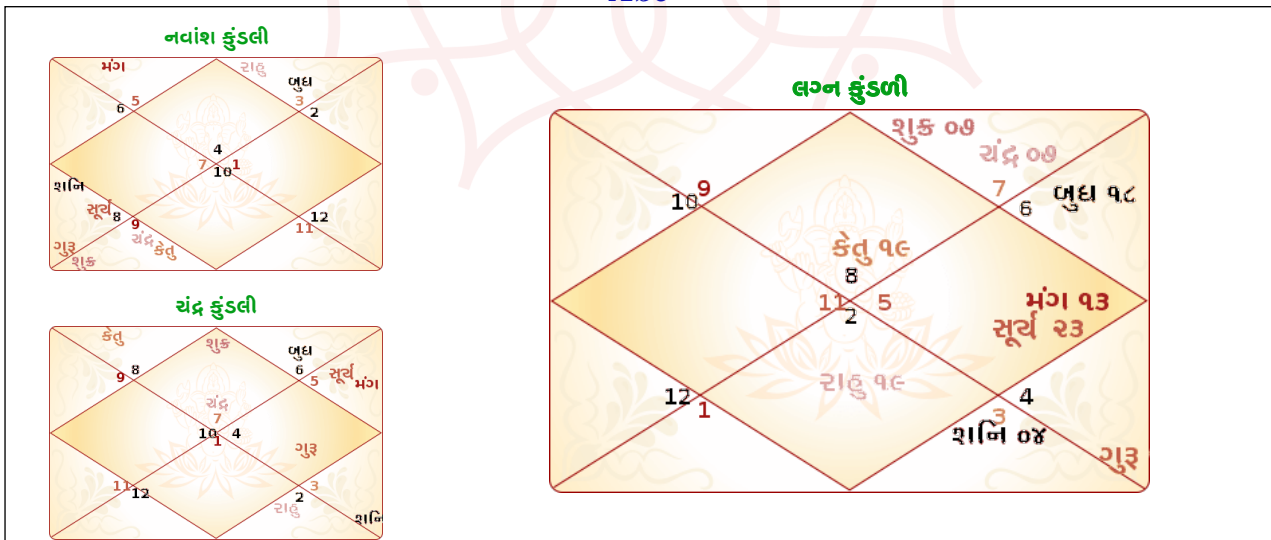 નવાંશ કુંડલી
મંગ
રાહુ
બુધ
6 5
3 2
4
7 1
10
શનિ
સૂર્ય 8 9
12
11
ચંદ્ર કેતુ
ગુરૂ
શુક્ર
ચંદ્ર કુંડલી
કેતુ
શુક્ર
બુધ
9 8
6 5 સૂર્ય મંગ
ચંદ્ર
7
10 4
1
ગુરૂ
11 12
3
2
રાહુ
શનિ
લગ્ન કુંડળી
શુક્ર ૦૭
ચંદ્ર ૦૭
10 9
7
6 બુધ ૧૮
કેતુ ૧૯
8
11 5
2
મંગ ૧૩
સૂર્ય ૨૩
રાહુ ૧૯
12 1
4
3
શનિ ૦૪
ગુરૂ